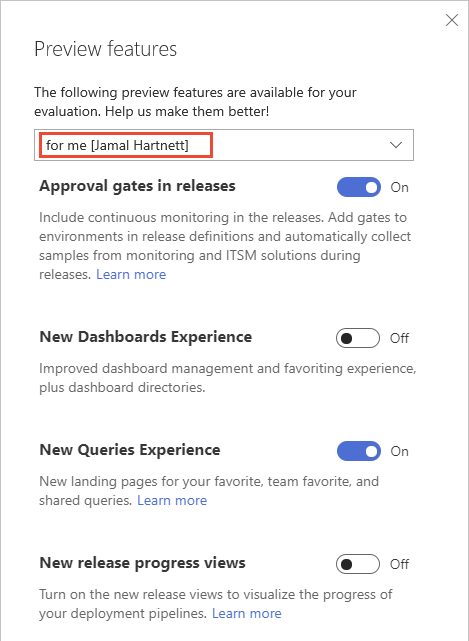 Preview features
The following preview features are available for your
evaluation. Help us make them better!
for me [Jamal Hartnett]
Approval gates in releases On
Include continuous monitoring in the releases. Add gates to
environments in release definitions and automatically collect
samples from monitoring and ITSM solutions during
releases. Learn more
New Dashboards Experience Off
Improved dashboard management and favoriting experience,
plus dashboard directories.
New Queries Experience On
New landing pages for your favorite, team favorite, and
shared queries. Learn more
New release progress views Off
Turn on the new release views to visualize the progress of
your deployment pipelines. Learn more